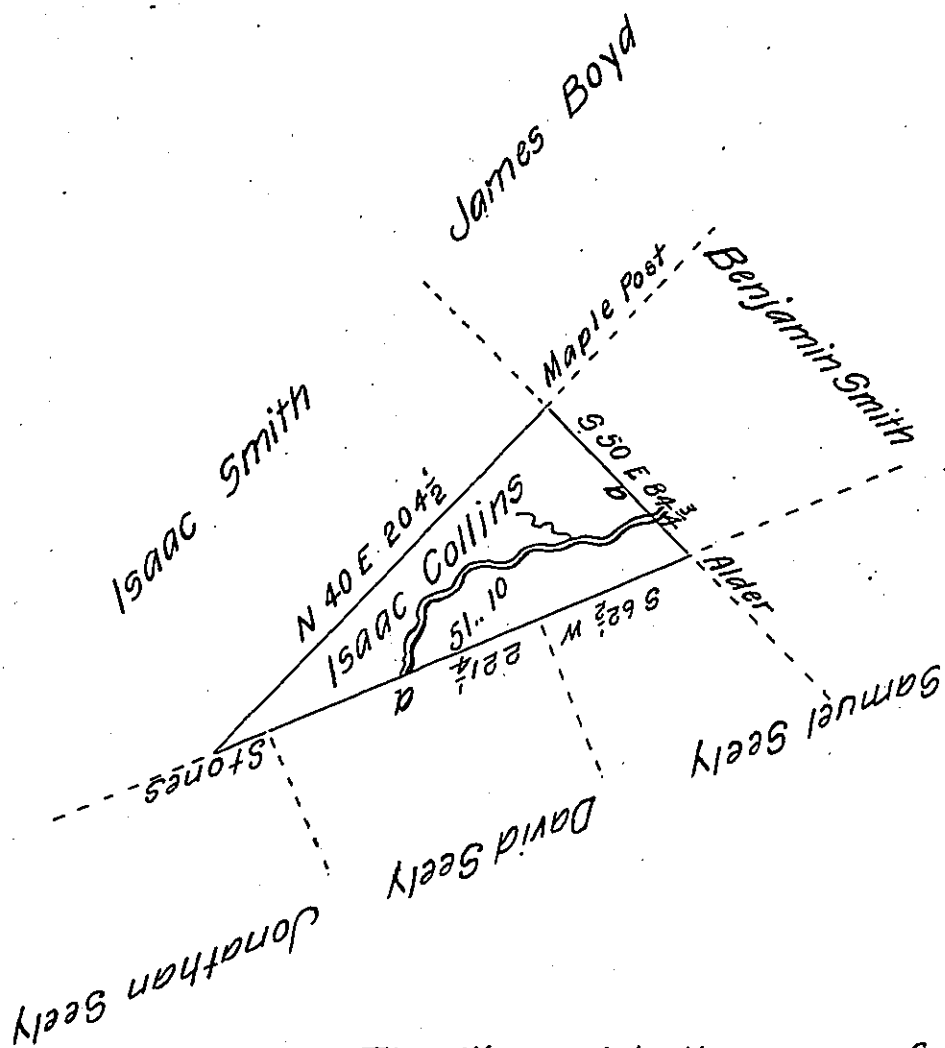 James Boyd
Maple Post
Benjamin Smith
Isaac Smith
N 40 E 204½
S 50 E 84¾
b
Isaac Collins
51..10
a
S 62½ W 221¼
Alder
Stones
Samuel Seely
David Seely
Jonathan Seely